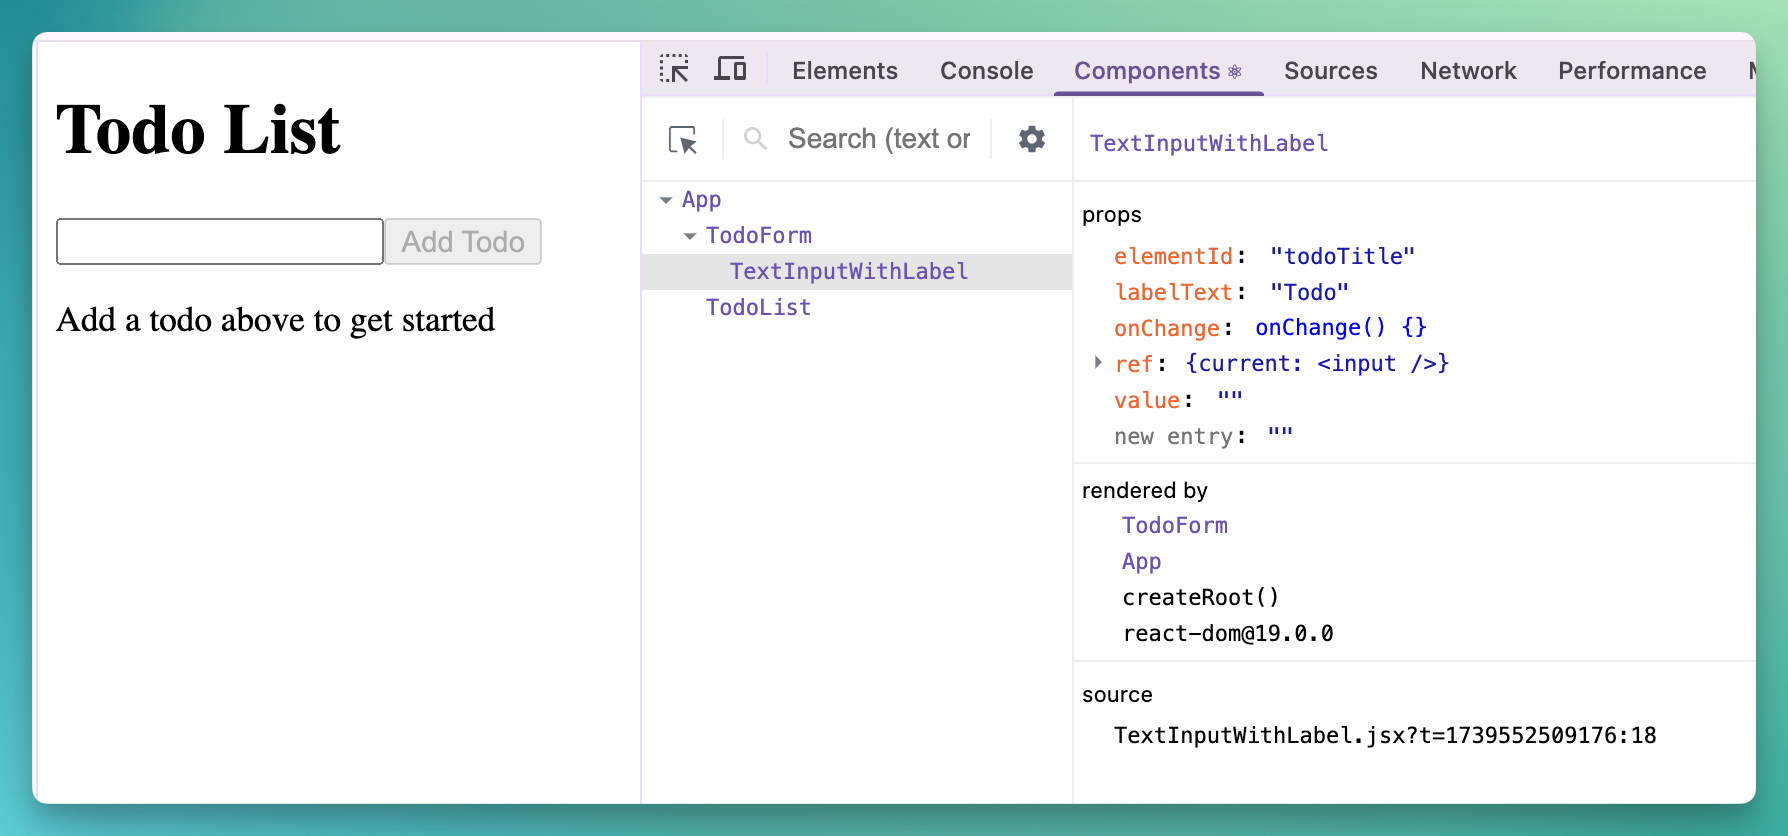 Todo List
Add Todo
Add a todo above to get started
Elements Console Components Sources Network Performance
Search (text or
App
TodoForm
TextInputWithLabel
TodoList
TextInputWithLabel
props
elementId: "todoTitle"
labelText: "Todo"
onChange: onChange() {}
ref: {current: <input />}
value: ""
new entry: ""
rendered by
TodoForm
App
createRoot()
react-dom@19.0.0
source
TextInputWithLabel.jsx?t=1739552509176:18